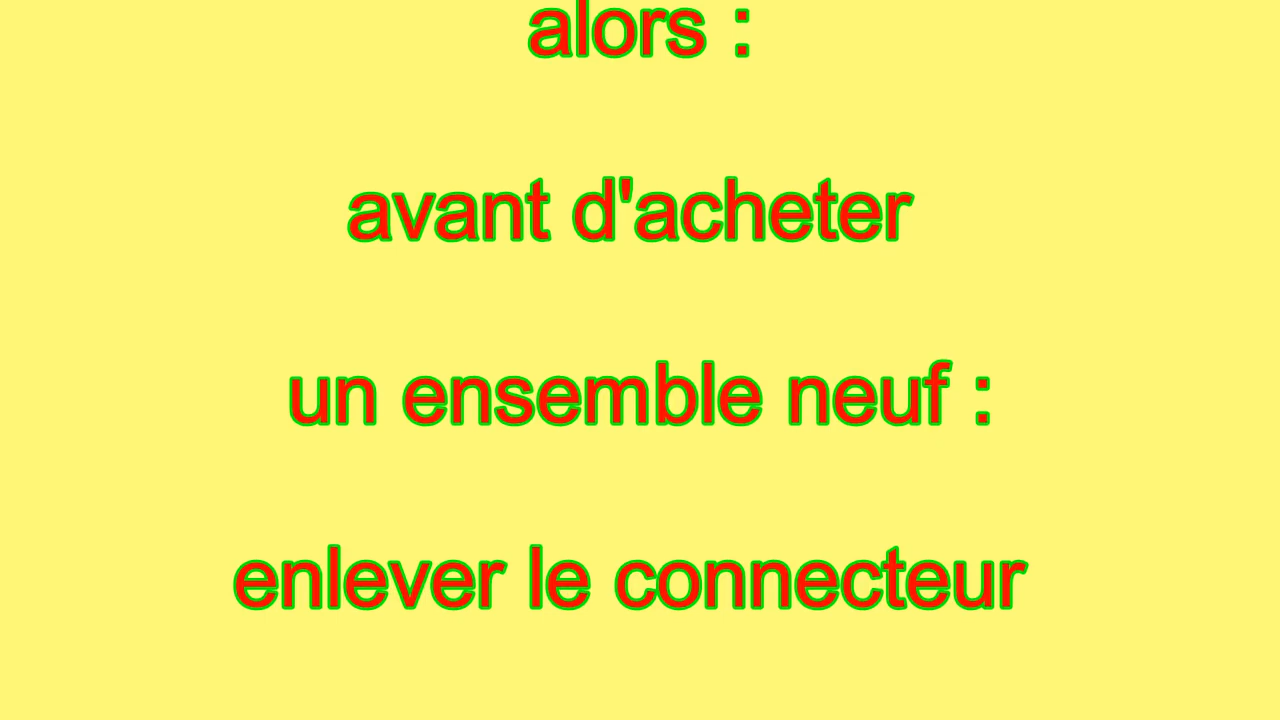 alors :
avant d'acheter
un ensemble neuf :
enlever le connecteur